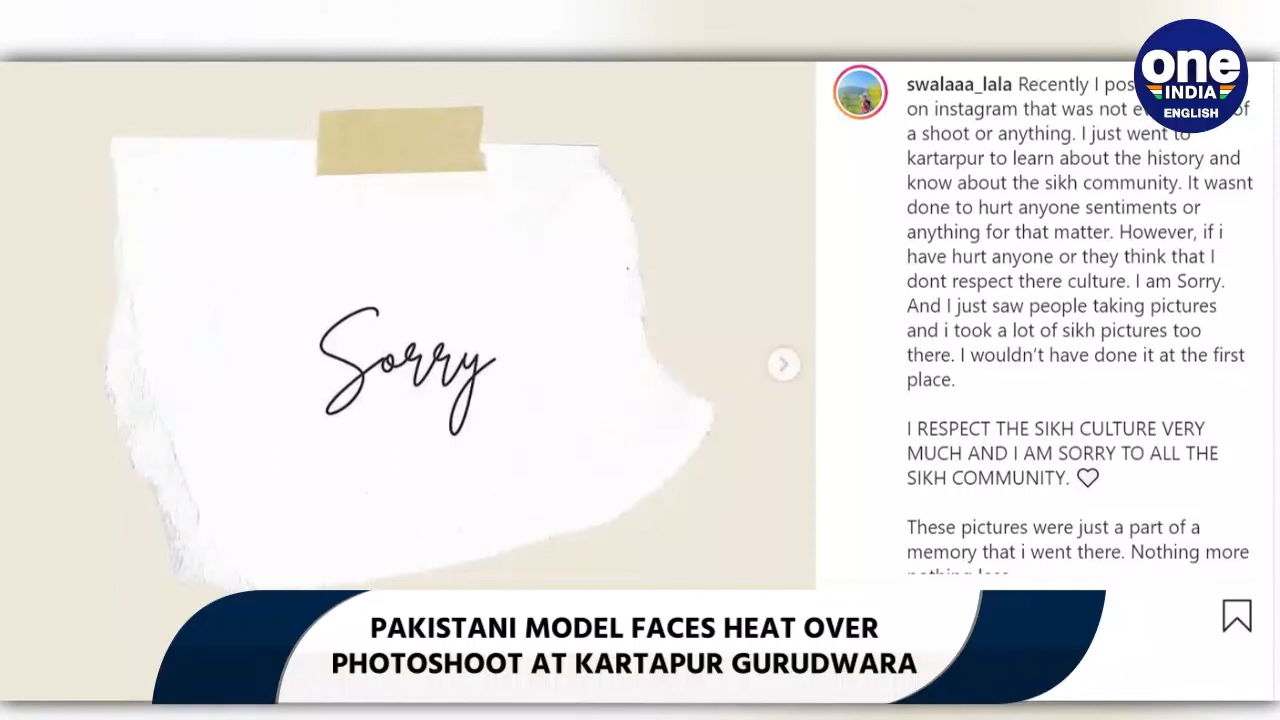 one
INDIA
ENGLISH
Sorry
swalaaa_lala Recently I pos
on instagram that was not ev of
a shoot or anything. I just went to
kartarpur to learn about the history and
know about the sikh community. It wasnt
done to hurt anyone sentiments or
anything for that matter. However, if i
have hurt anyone or they think that I
dont respect there culture. I am Sorry.
And I just saw people taking pictures
and i took a lot of sikh pictures too
there. I wouldn't have done it at the first
place.
I RESPECT THE SIKH CULTURE VERY
MUCH AND I AM SORRY TO ALL THE
SIKH COMMUNITY. ♡
These pictures were just a part of a
memory that i went there. Nothing more
PAKISTANI MODEL FACES HEAT OVER
PHOTOSHOOT AT KARTAPUR GURUDWARA